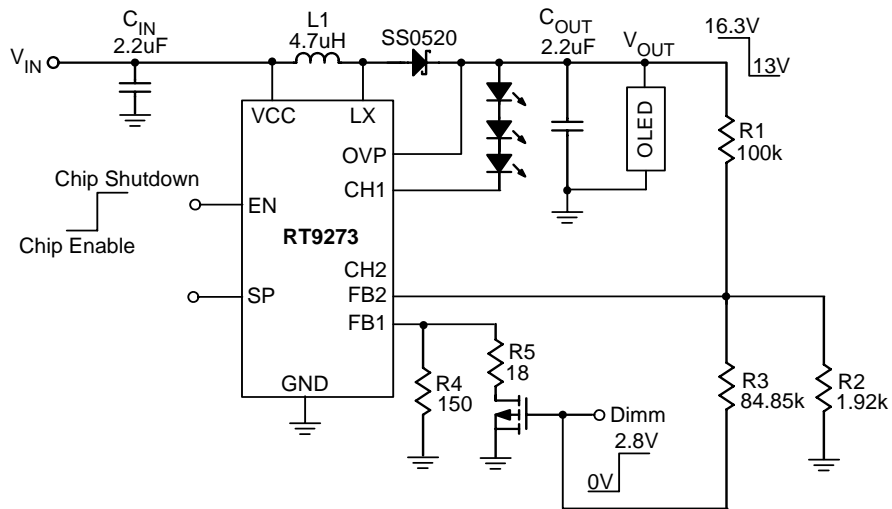 C_IN
2.2uF
L1
4.7uH
SS0520
C_OUT
2.2uF
V_OUT
16.3V
13V
V_IN
VCC
LX
OVP
CH1
OLED
R1
100k
Chip Shutdown
Chip Enable
EN
RT9273
SP
CH2
FB2
FB1
GND
R4
150
R5
18
Dimm
2.8V
0V
R3
84.85k
R2
1.92k